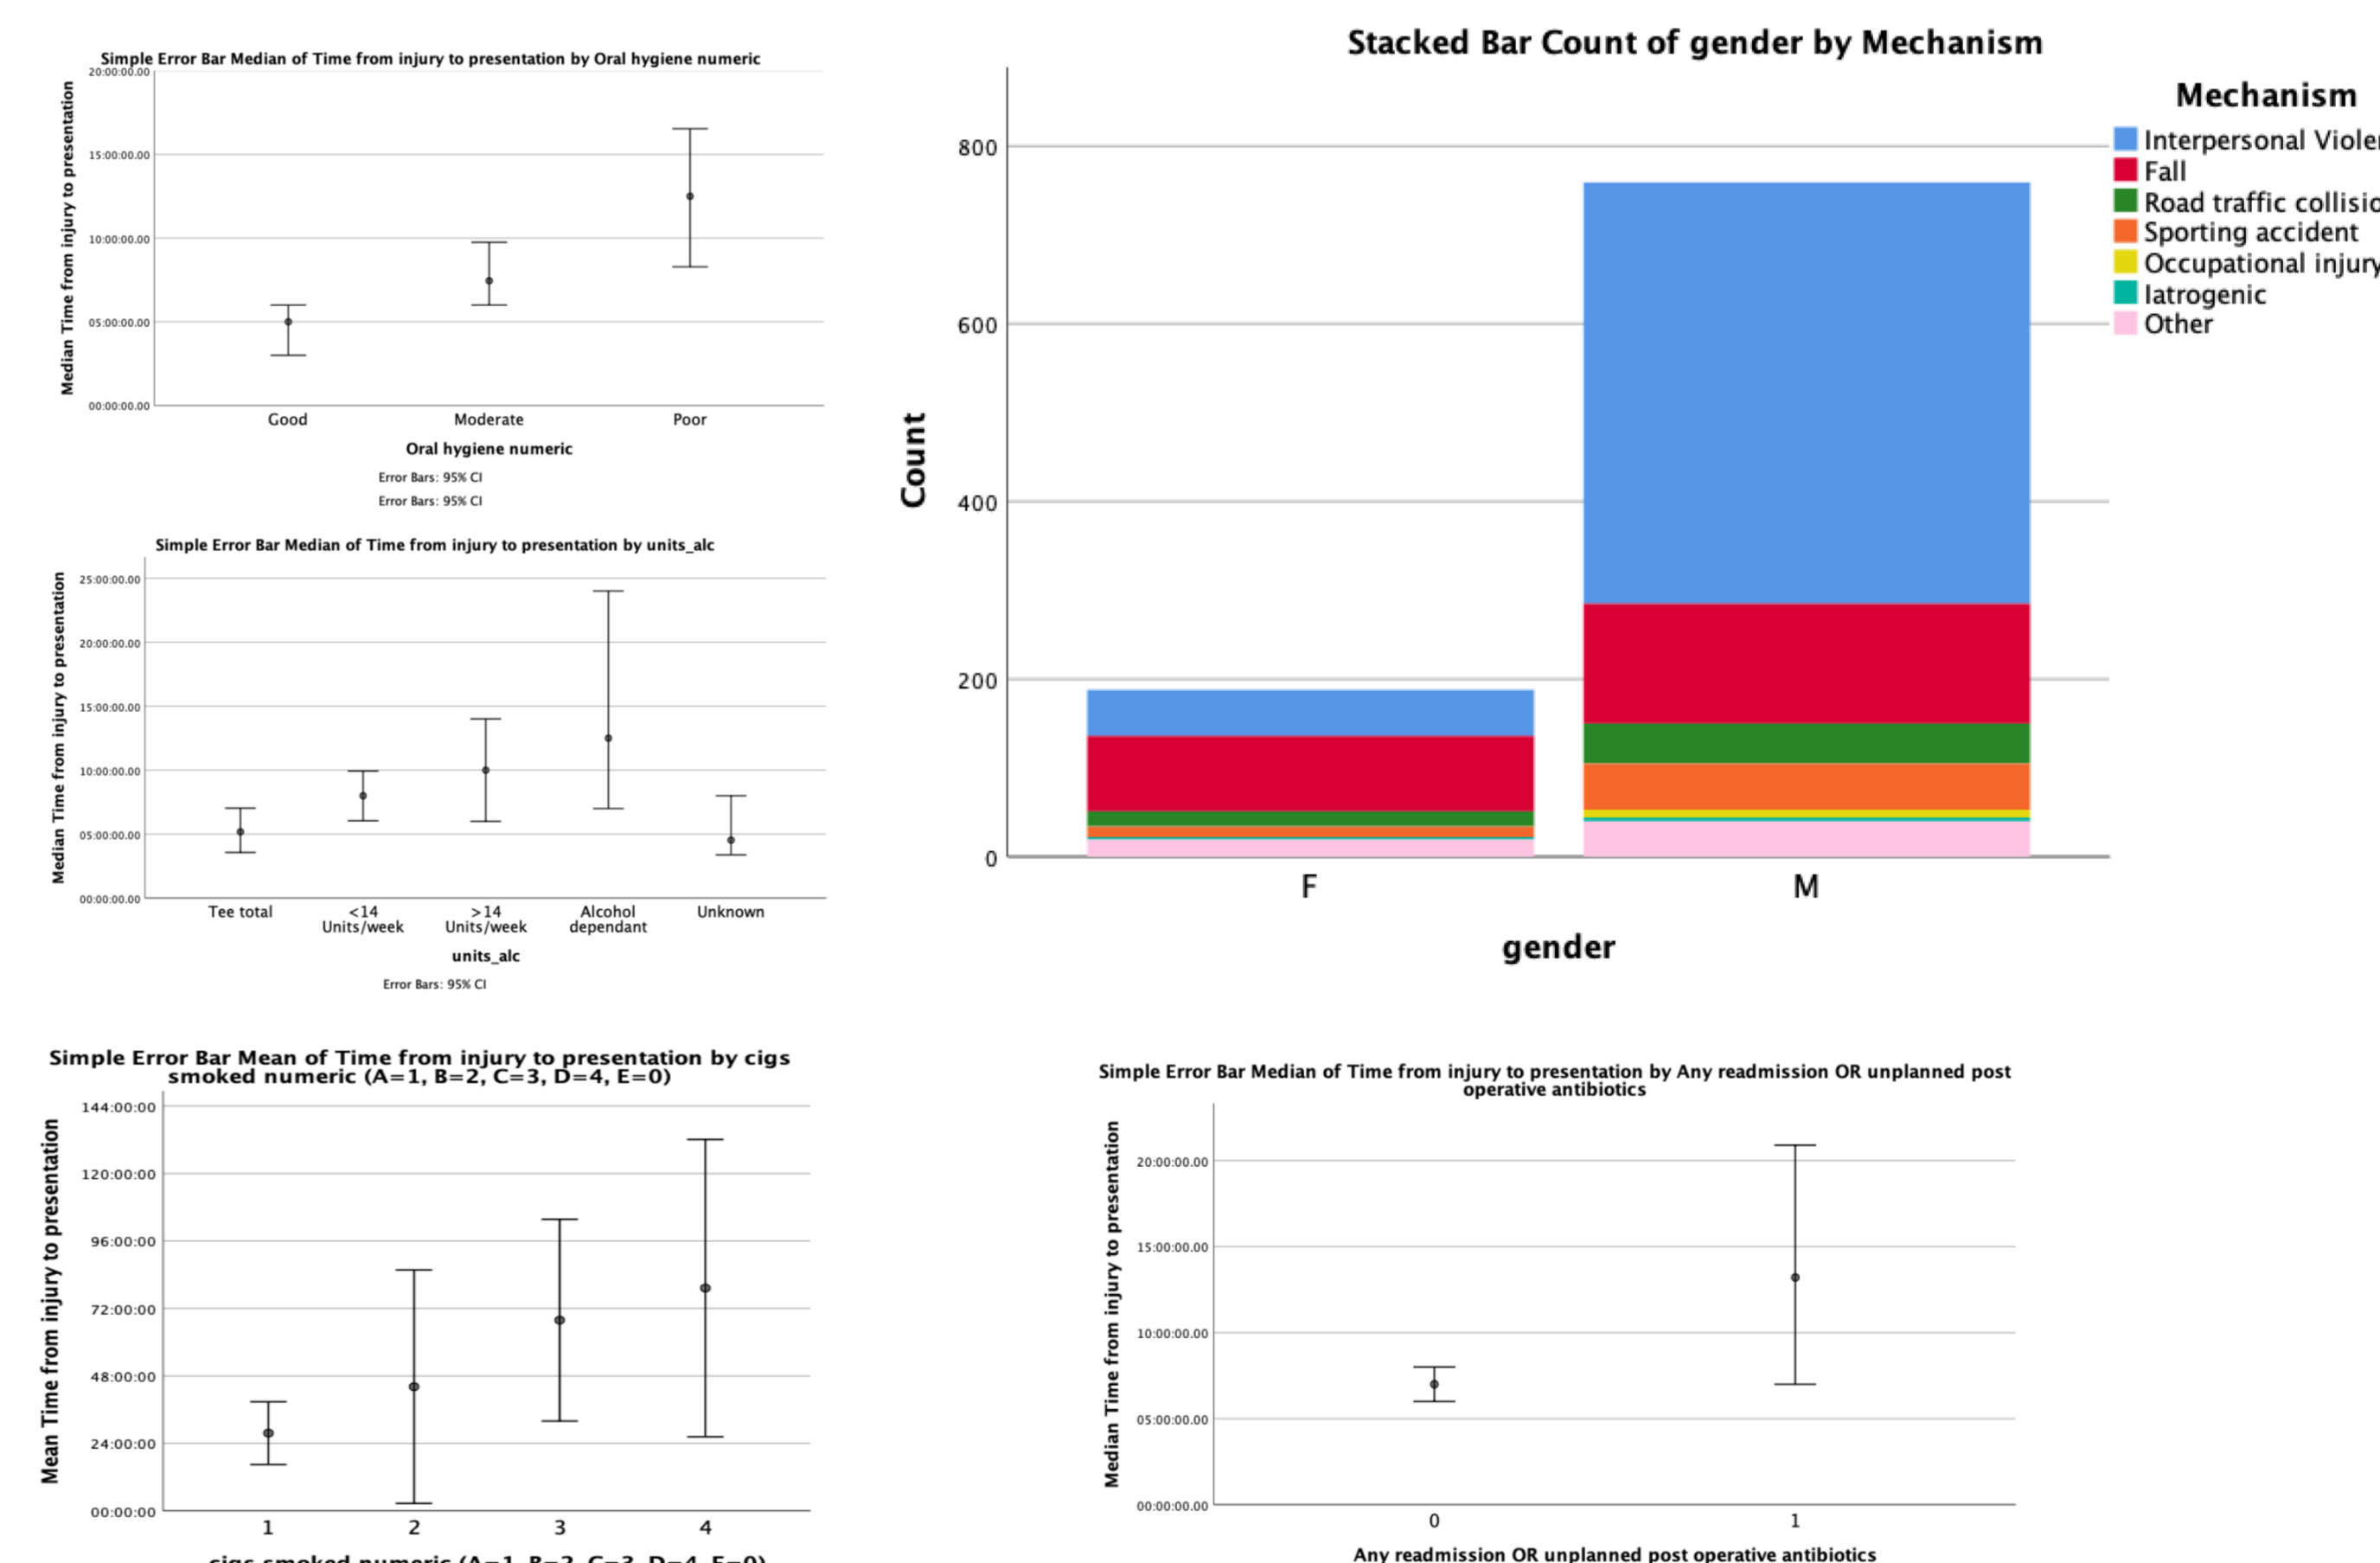 Simple Error Bar Median of Time from injury to presentation by Oral hygiene numeric
Median Time from injury to presentation
20:00:00.00
15:00:00.00
10:00:00.00
05:00:00.00
00:00:00.00
Good
Moderate
Poor
Oral hygiene numeric
Error Bars: 95% CI
Error Bars: 95% CI
Stacked Bar Count of gender by Mechanism
Count
800
600
400
200
0
F
M
gender
Mechanism
Interpersonal Viole
Fall
Road traffic collisio
Sporting accident
Occupational injury
Iatrogenic
Other
Simple Error Bar Median of Time from injury to presentation by units_alc
Median Time from injury to presentation
25:00:00.00
20:00:00.00
15:00:00.00
10:00:00.00
05:00:00.00
00:00:00.00
Tee total
<14
Units/week
>14
Units/week
Alcohol
dependant
Unknown
units_alc
Error Bars: 95% CI
Simple Error Bar Mean of Time from injury to presentation by cigs
smoked numeric (A=1, B=2, C=3, D=4, E=0)
Mean Time from injury to presentation
144:00:00
120:00:00
96:00:00
72:00:00
48:00:00
24:00:00
00:00:00
1
2
3
4
cigs smoked numeric (A=1, B=2, C=3, D=4, E=0)
Simple Error Bar Median of Time from injury to presentation by Any readmission OR unplanned post
operative antibiotics
Median Time from injury to presentation
20:00:00.00
15:00:00.00
10:00:00.00
05:00:00.00
00:00:00.00
0
1
Any readmission OR unplanned post operative antibiotics